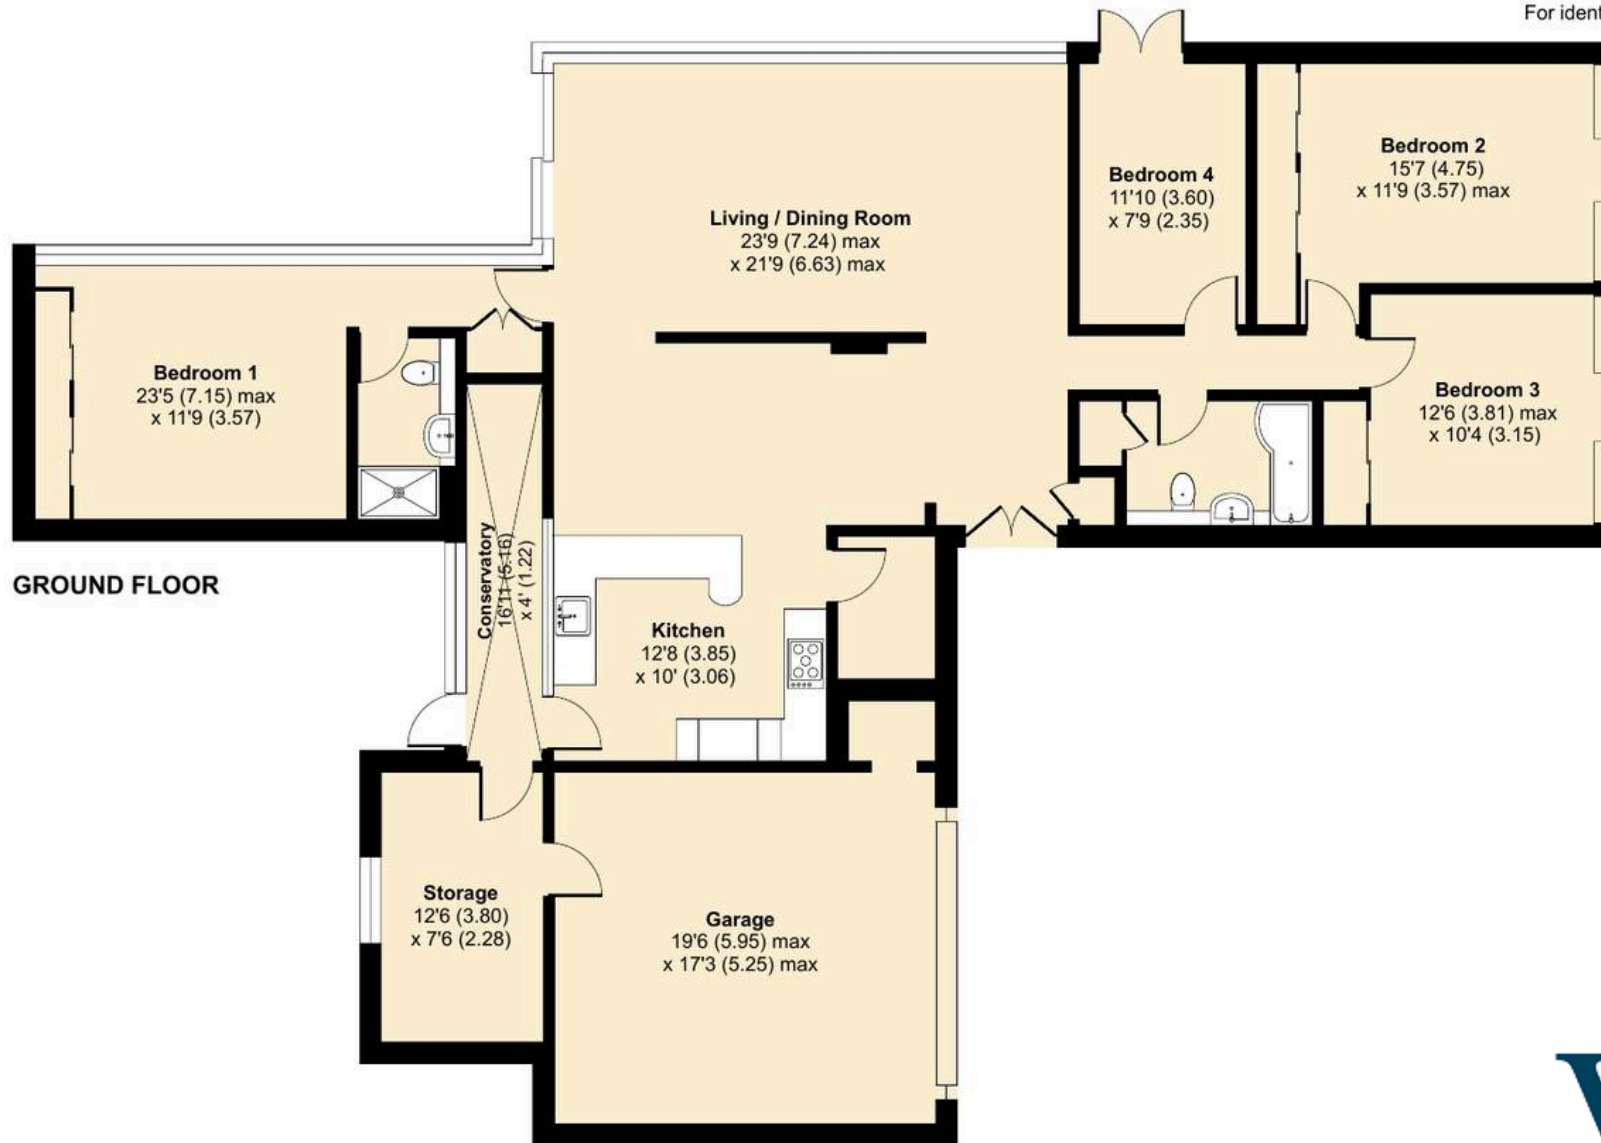 For ident
Bedroom 2
15'7 (4.75)
x 11'9 (3.57) max
Bedroom 4
11'10 (3.60)
x 7'9 (2.35)
Living / Dining Room
23'9 (7.24) max
x 21'9 (6.63) max
Bedroom 1
23'5 (7.15) max
x 11'9 (3.57)
Bedroom 3
12'6 (3.81) max
x 10'4 (3.15)
GROUND FLOOR
Conservatory
16'11 (5.16)
x 4' (1.22)
Kitchen
12'8 (3.85)
x 10' (3.06)
Storage
12'6 (3.80)
x 7'6 (2.28)
Garage
19'6 (5.95) max
x 17'3 (5.25) max